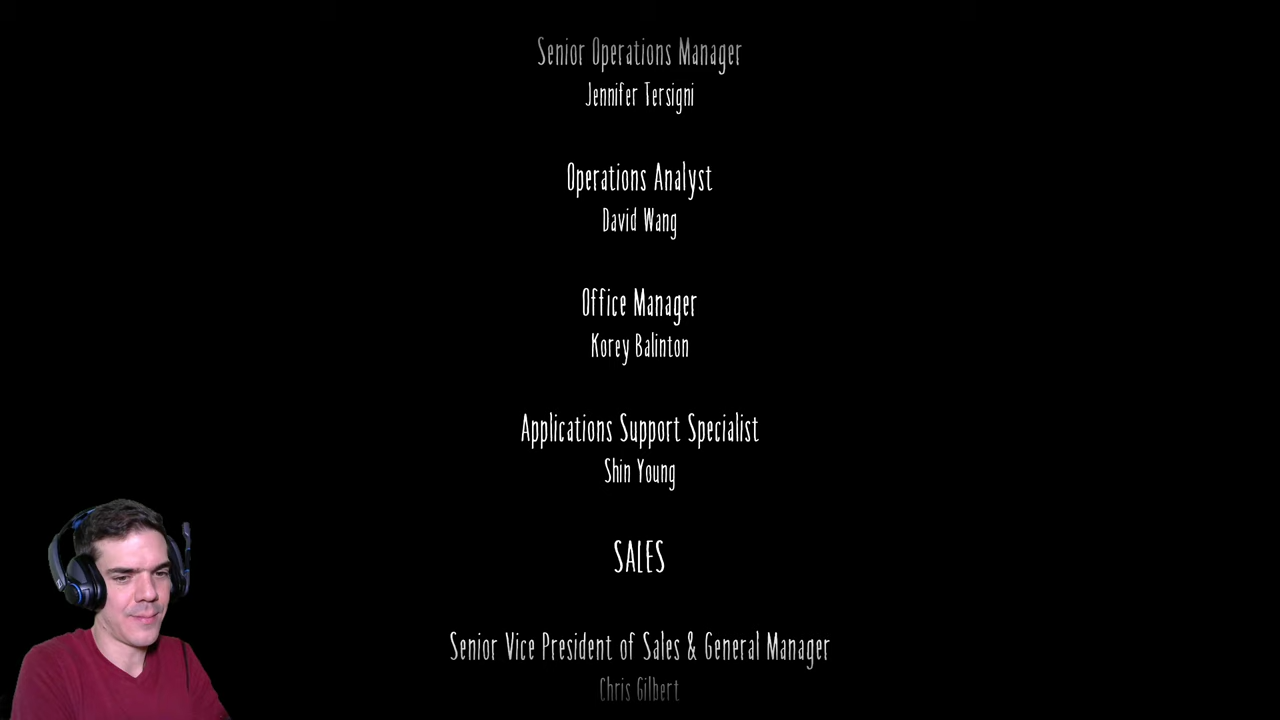 Senior Operations Manager
Jennifer Tersigni
Operations Analyst
David Wang
Office Manager
Korey Balinton
Applications Support Specialist
Shin Young
SALES
Senior Vice President of Sales & General Manager
Chris Gilbert